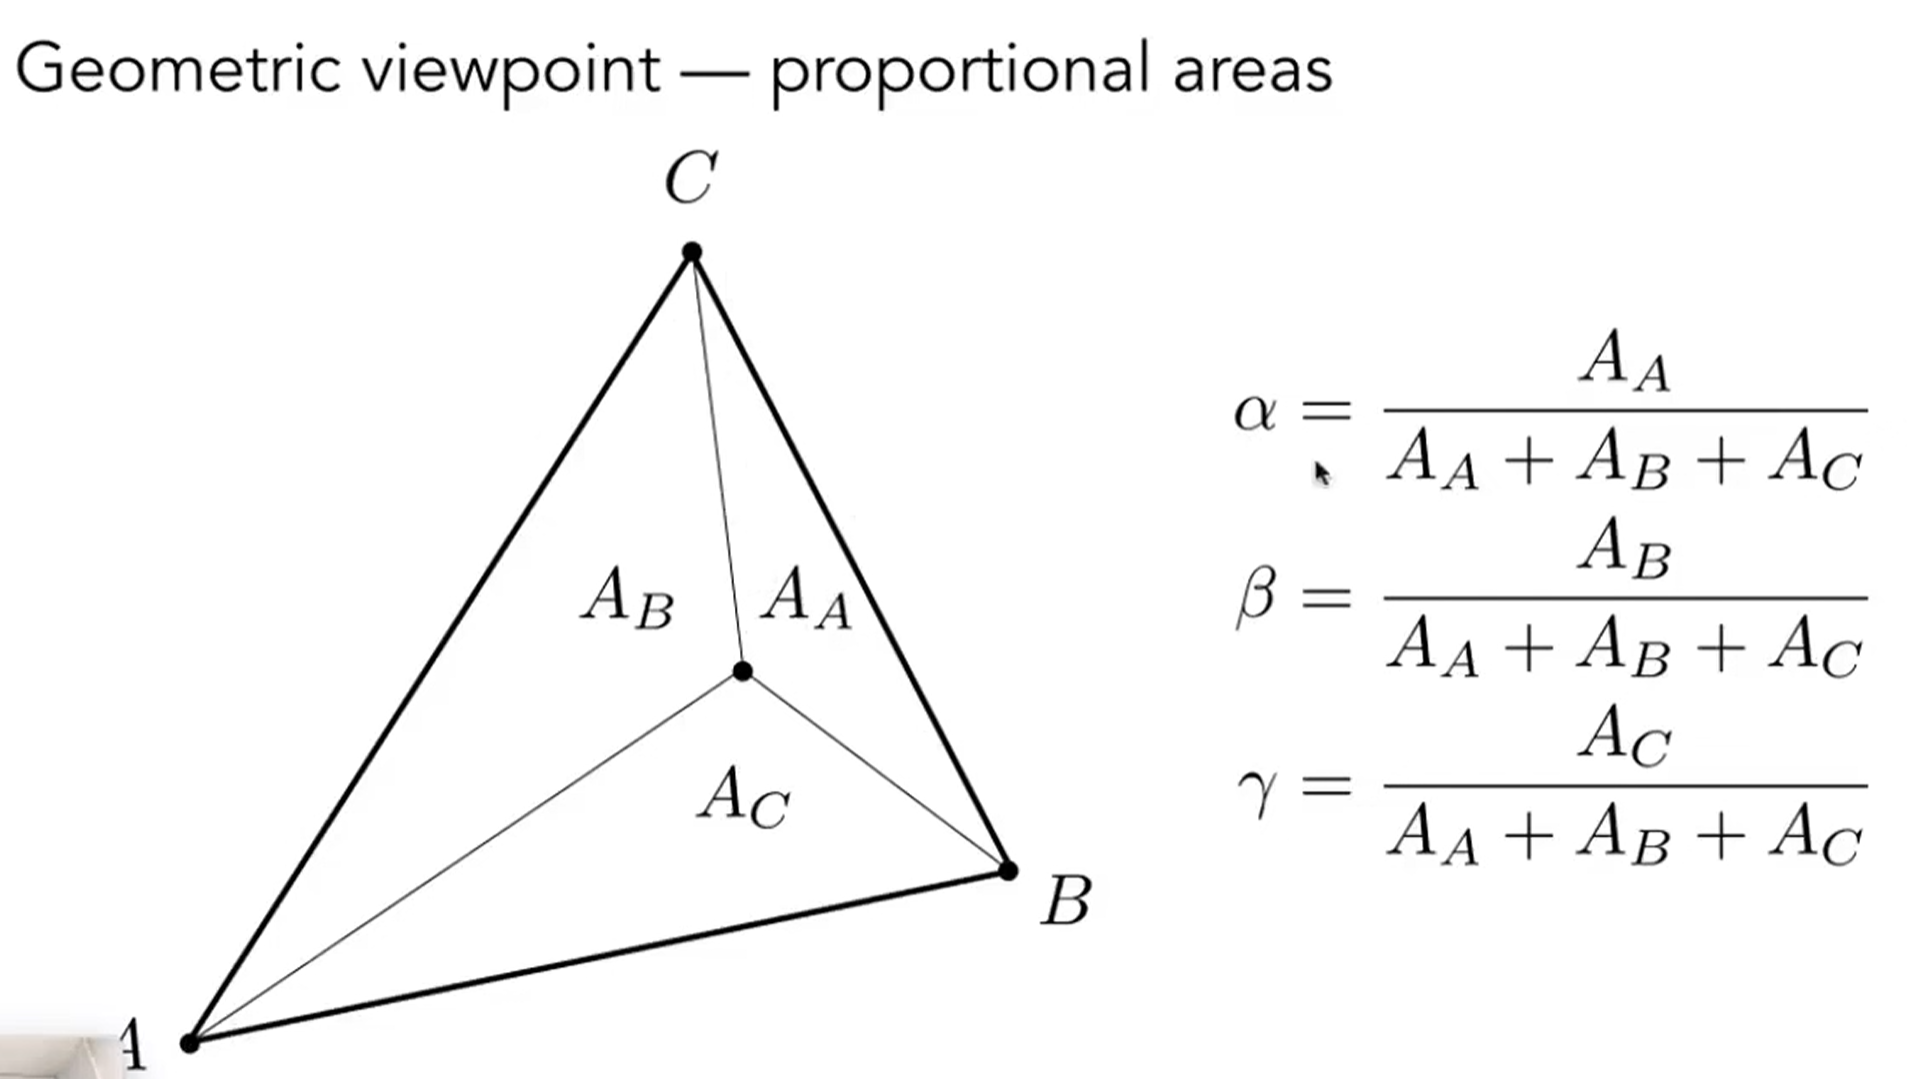 Geometric viewpoint — proportional areas
C
A_B
A_A
A_C
B
A
α = A_A / (A_A + A_B + A_C)
β = A_B / (A_A + A_B + A_C)
γ = A_C / (A_A + A_B + A_C)